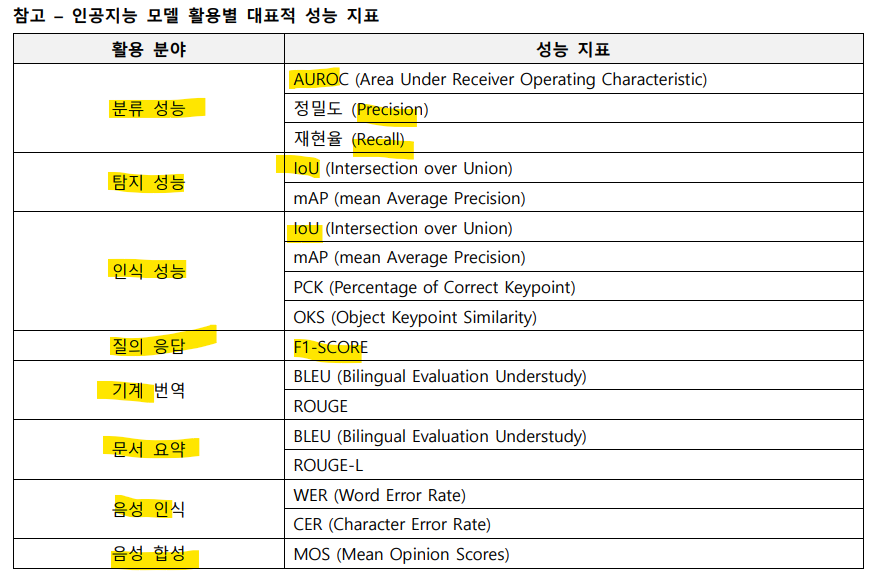 참고 – 인공지능 모델 활용별 대표적 성능 지표
활용 분야 성능 지표
분류 성능
AUROC (Area Under Receiver Operating Characteristic)
정밀도 (Precision)
재현율 (Recall)
탐지 성능
IoU (Intersection over Union)
mAP (mean Average Precision)
인식 성능
IoU (Intersection over Union)
mAP (mean Average Precision)
PCK (Percentage of Correct Keypoint)
OKS (Object Keypoint Similarity)
질의 응답
F1-SCORE
기계 번역
BLEU (Bilingual Evaluation Understudy)
ROUGE
문서 요약
BLEU (Bilingual Evaluation Understudy)
ROUGE-L
음성 인식
WER (Word Error Rate)
CER (Character Error Rate)
음성 합성
MOS (Mean Opinion Scores)